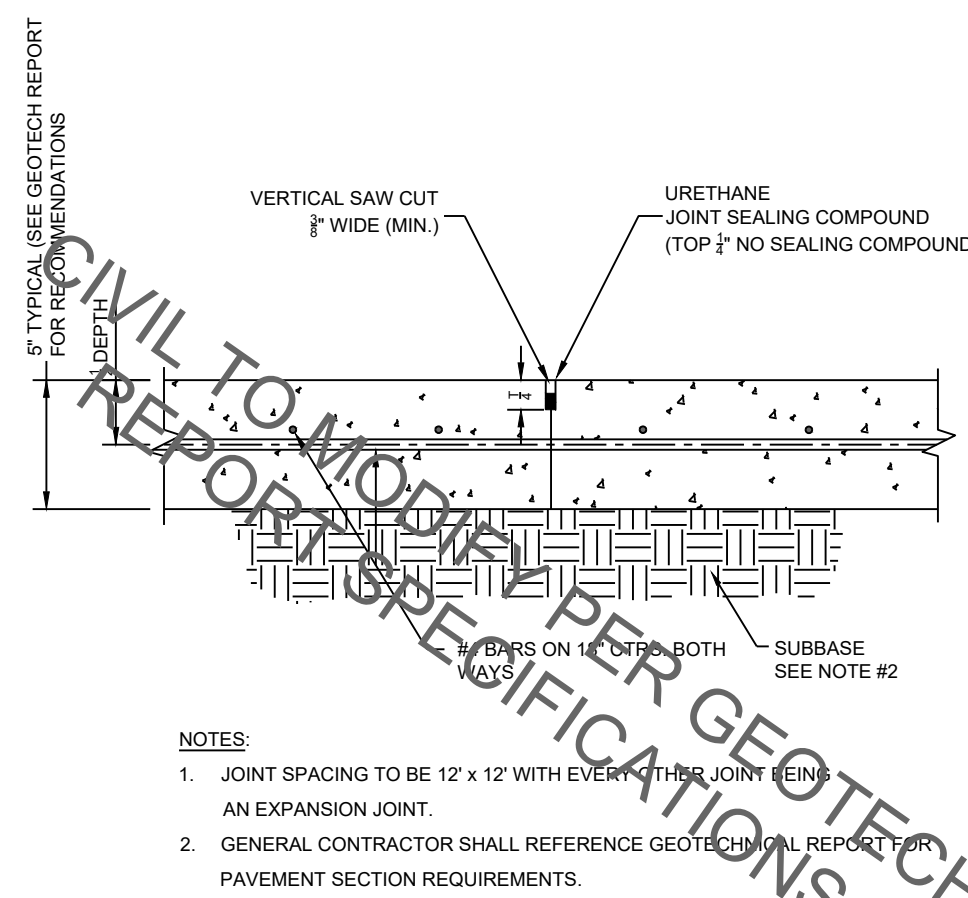 5" TYPICAL (SEE GEOTECH REPORT
FOR RECOMMENDATIONS
DEPTH
VERTICAL SAW CUT
3/8" WIDE (MIN.)
URETHANE
JOINT SEALING COMPOUND
(TOP 1/4" NO SEALING COMPOUND
T/4
CIVIL TO MODIFY PER GEOTECH
REPORT SPECIFICATIONS
BARS ON CTRS. BOTH
WAYS
SUBBASE
SEE NOTE #2
NOTES:
1. JOINT SPACING TO BE 12' x 12' WITH EVERY OTHER JOINT BEING
AN EXPANSION JOINT.
2. GENERAL CONTRACTOR SHALL REFERENCE GEOTECHNICAL REPORT FOR
PAVEMENT SECTION REQUIREMENTS.